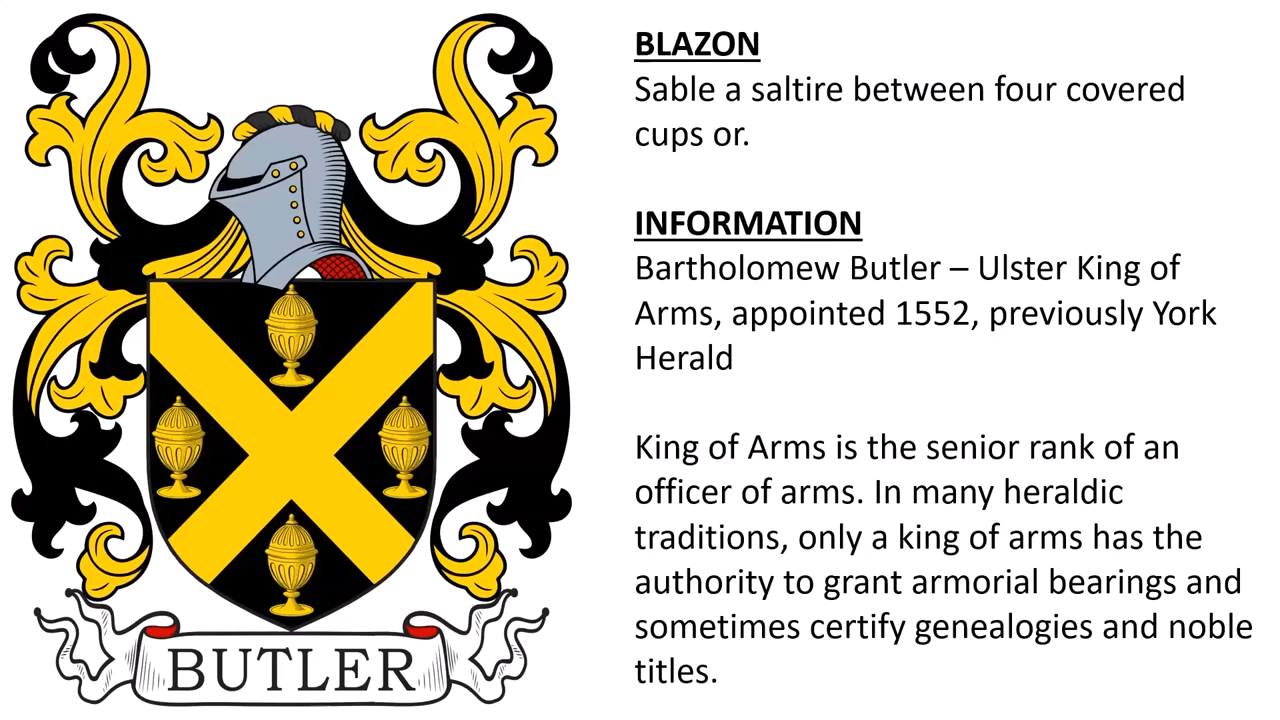 BLAZON
Sable a saltire between four covered
cups or.
INFORMATION
Bartholomew Butler – Ulster King of
Arms, appointed 1552, previously York
Herald
King of Arms is the senior rank of an
officer of arms. In many heraldic
traditions, only a king of arms has the
authority to grant armorial bearings and
sometimes certify genealogies and noble
titles.
BUTLER